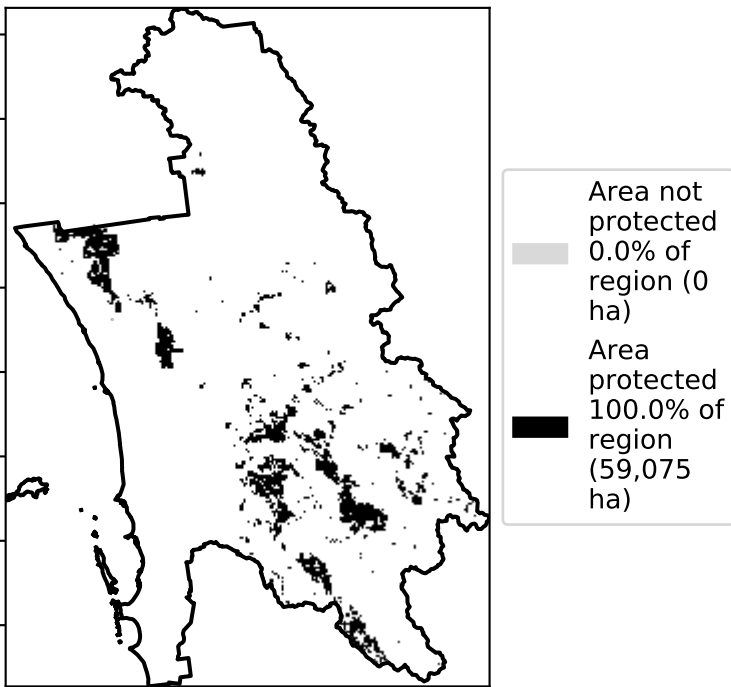 Area not
protected
0.0% of
region (0
ha)
Area
protected
100.0% of
region
(59,075
ha)